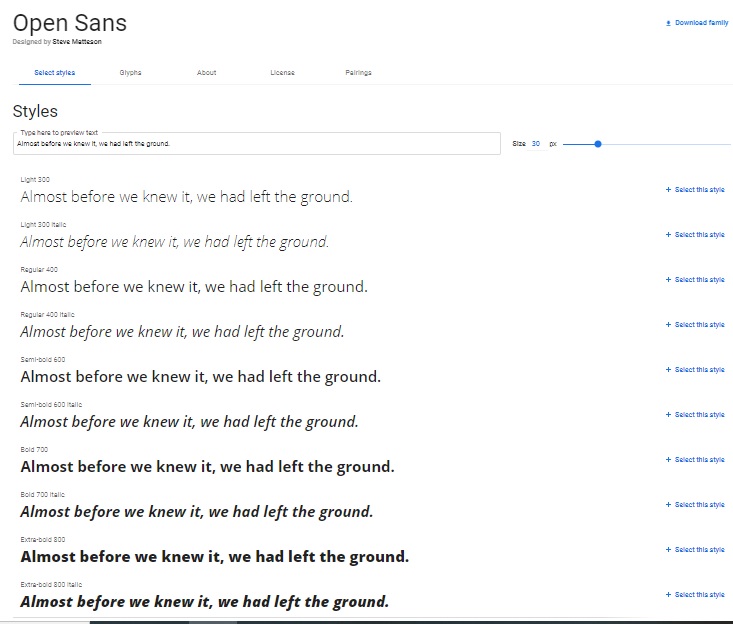 Open Sans
Designed by Steve Matteson
Download family
Select styles Glyphs About License Pairings
Styles
Type here to preview text
Almost before we knew it, we had left the ground.
Size 30 px
Light 300
Almost before we knew it, we had left the ground.
+ Select this style
Light 300 Italic
Almost before we knew it, we had left the ground.
+ Select this style
Regular 400
Almost before we knew it, we had left the ground.
+ Select this style
Regular 400 Italic
Almost before we knew it, we had left the ground.
+ Select this style
Semi-bold 600
Almost before we knew it, we had left the ground.
+ Select this style
Semi-bold 600 Italic
Almost before we knew it, we had left the ground.
+ Select this style
Bold 700
Almost before we knew it, we had left the ground.
+ Select this style
Bold 700 Italic
Almost before we knew it, we had left the ground.
+ Select this style
Extra-bold 800
Almost before we knew it, we had left the ground.
+ Select this style
Extra-bold 800 Italic
Almost before we knew it, we had left the ground.
+ Select this style